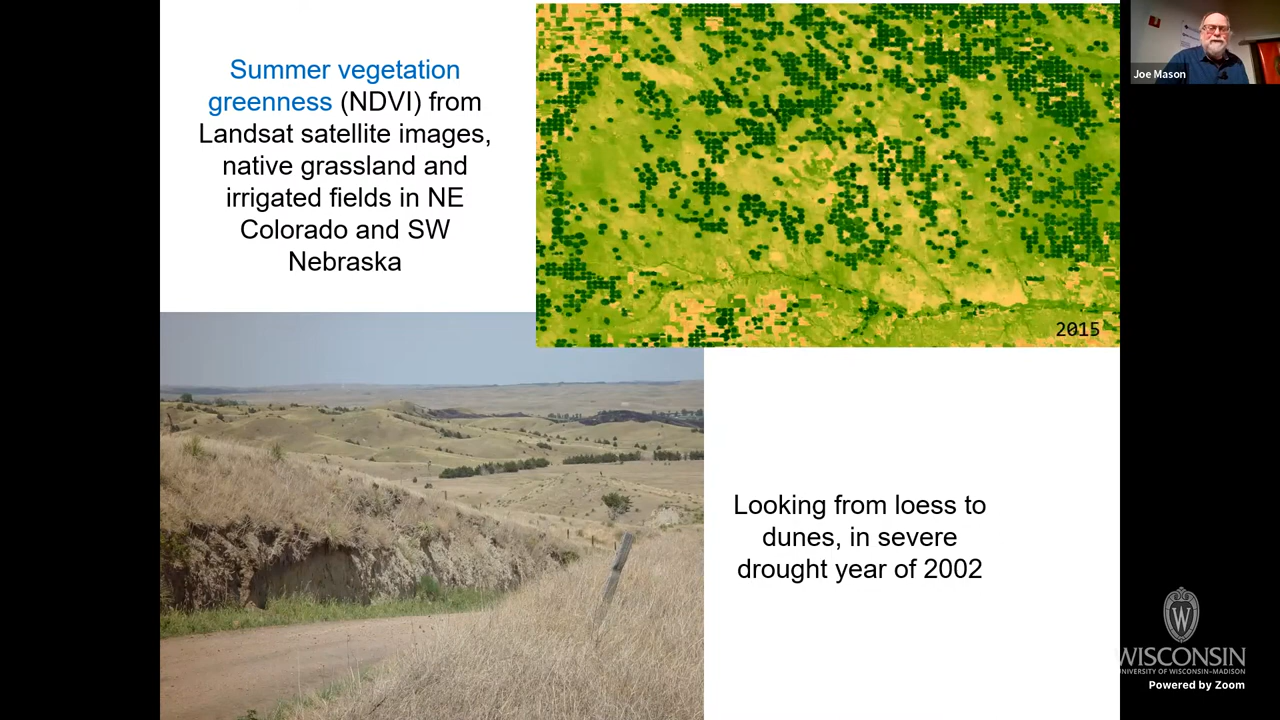 Summer vegetation
greenness (NDVI) from
Landsat satellite images,
native grassland and
irrigated fields in NE
Colorado and SW
Nebraska
2015
Joe Mason
Looking from loess to
dunes, in severe
drought year of 2002
W
WISCONSIN
UNIVERSITY OF WISCONSIN–MADISON
Powered by Zoom